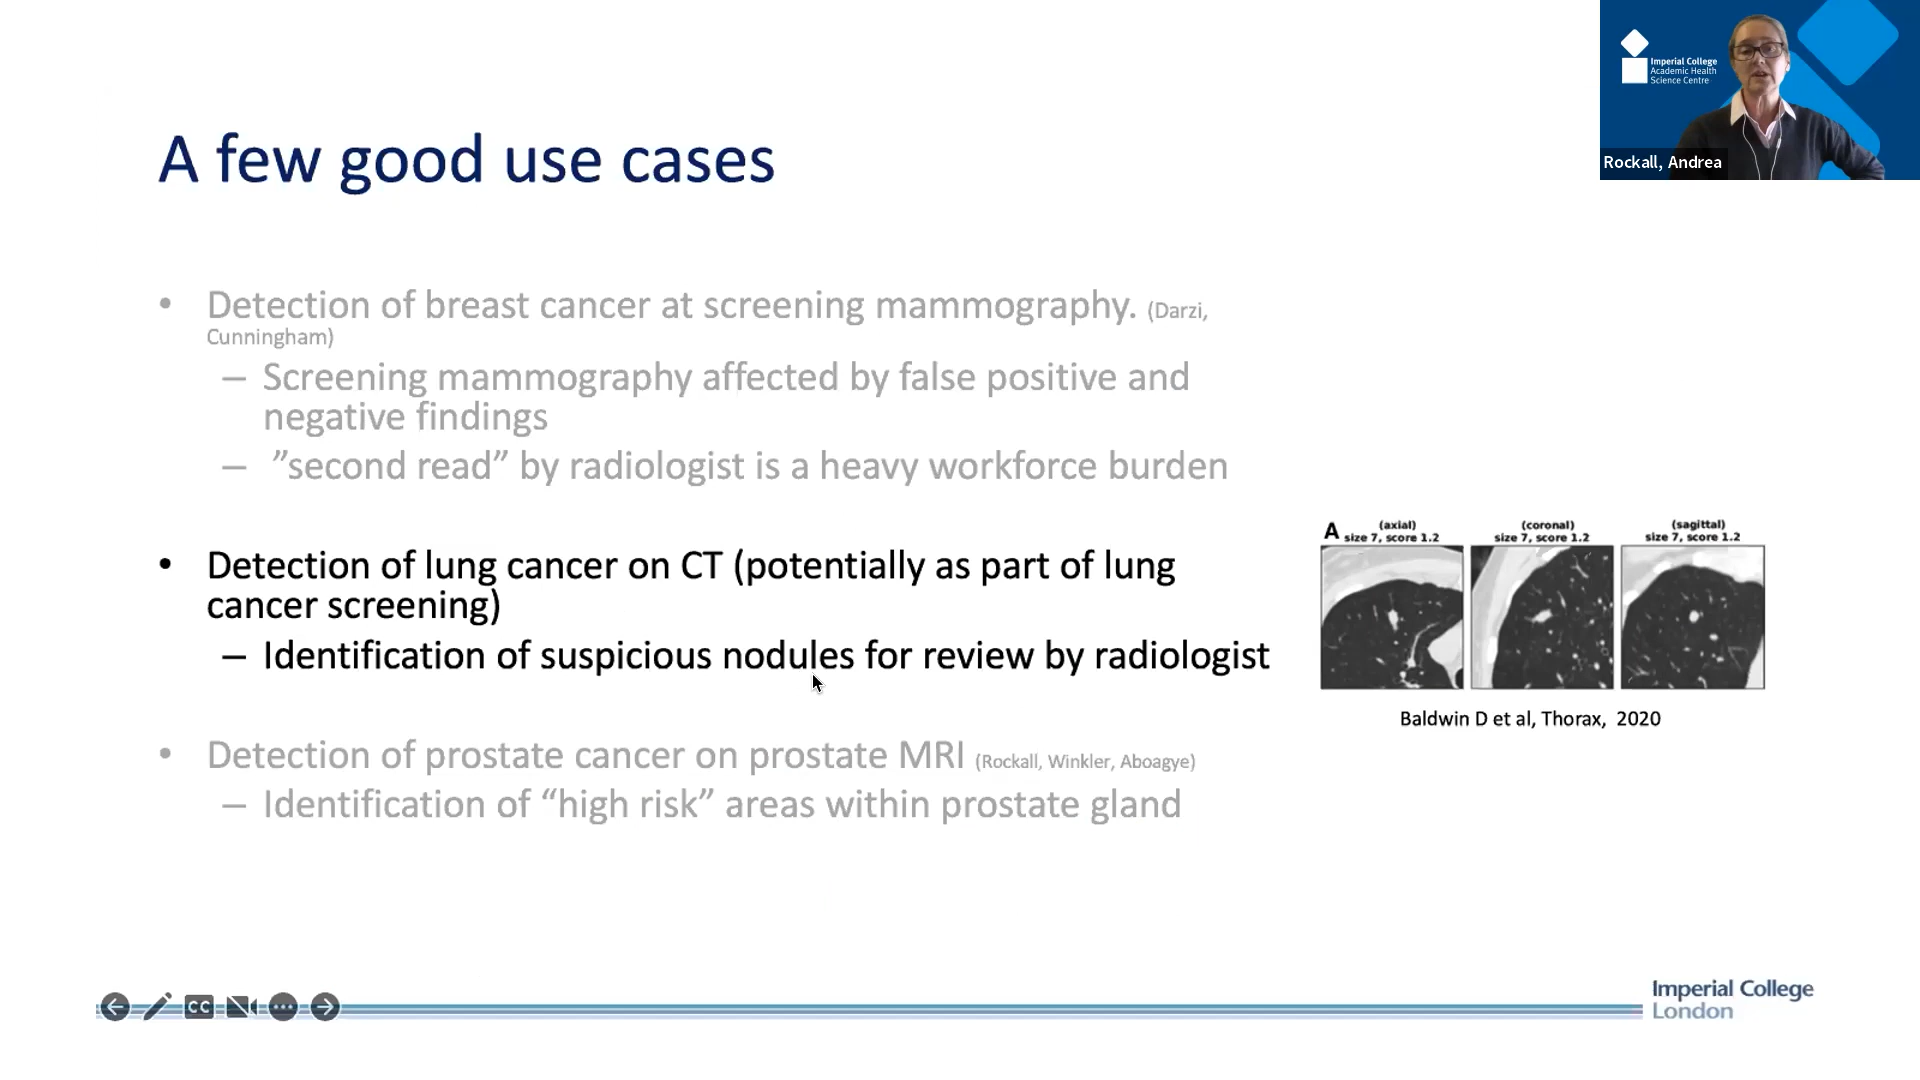 Imperial College
Academic Health
Science Centre
Rockall, Andrea
A few good use cases
• Detection of breast cancer at screening mammography. (Darzi,
Cunningham)
– Screening mammography affected by false positive and
negative findings
– ”second read” by radiologist is a heavy workforce burden
• Detection of lung cancer on CT (potentially as part of lung
cancer screening)
– Identification of suspicious nodules for review by radiologist
A (axial) (coronal) (sagittal)
size 7, score 1.2 size 7, score 1.2 size 7, score 1.2
Baldwin D et al, Thorax, 2020
• Detection of prostate cancer on prostate MRI (Rockall, Winkler, Aboagye)
– Identification of “high risk” areas within prostate gland
CC
Imperial College
London